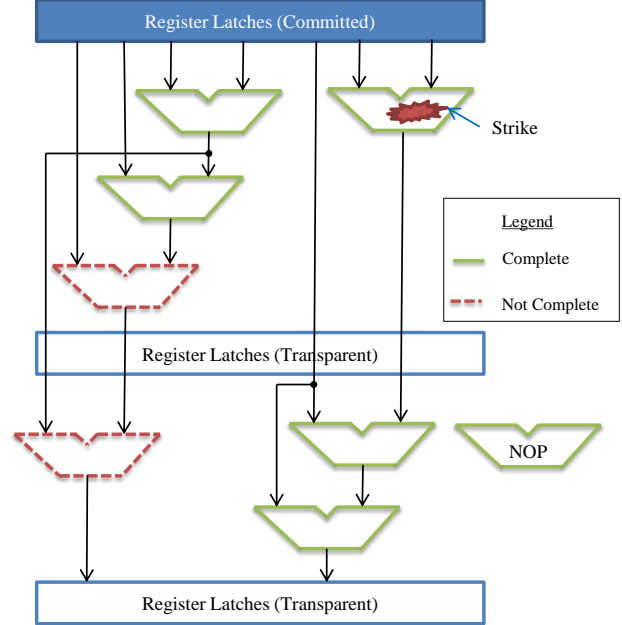 Register Latches (Committed)
Strike
Legend
Complete
Not Complete
Register Latches (Transparent)
NOP
Register Latches (Transparent)